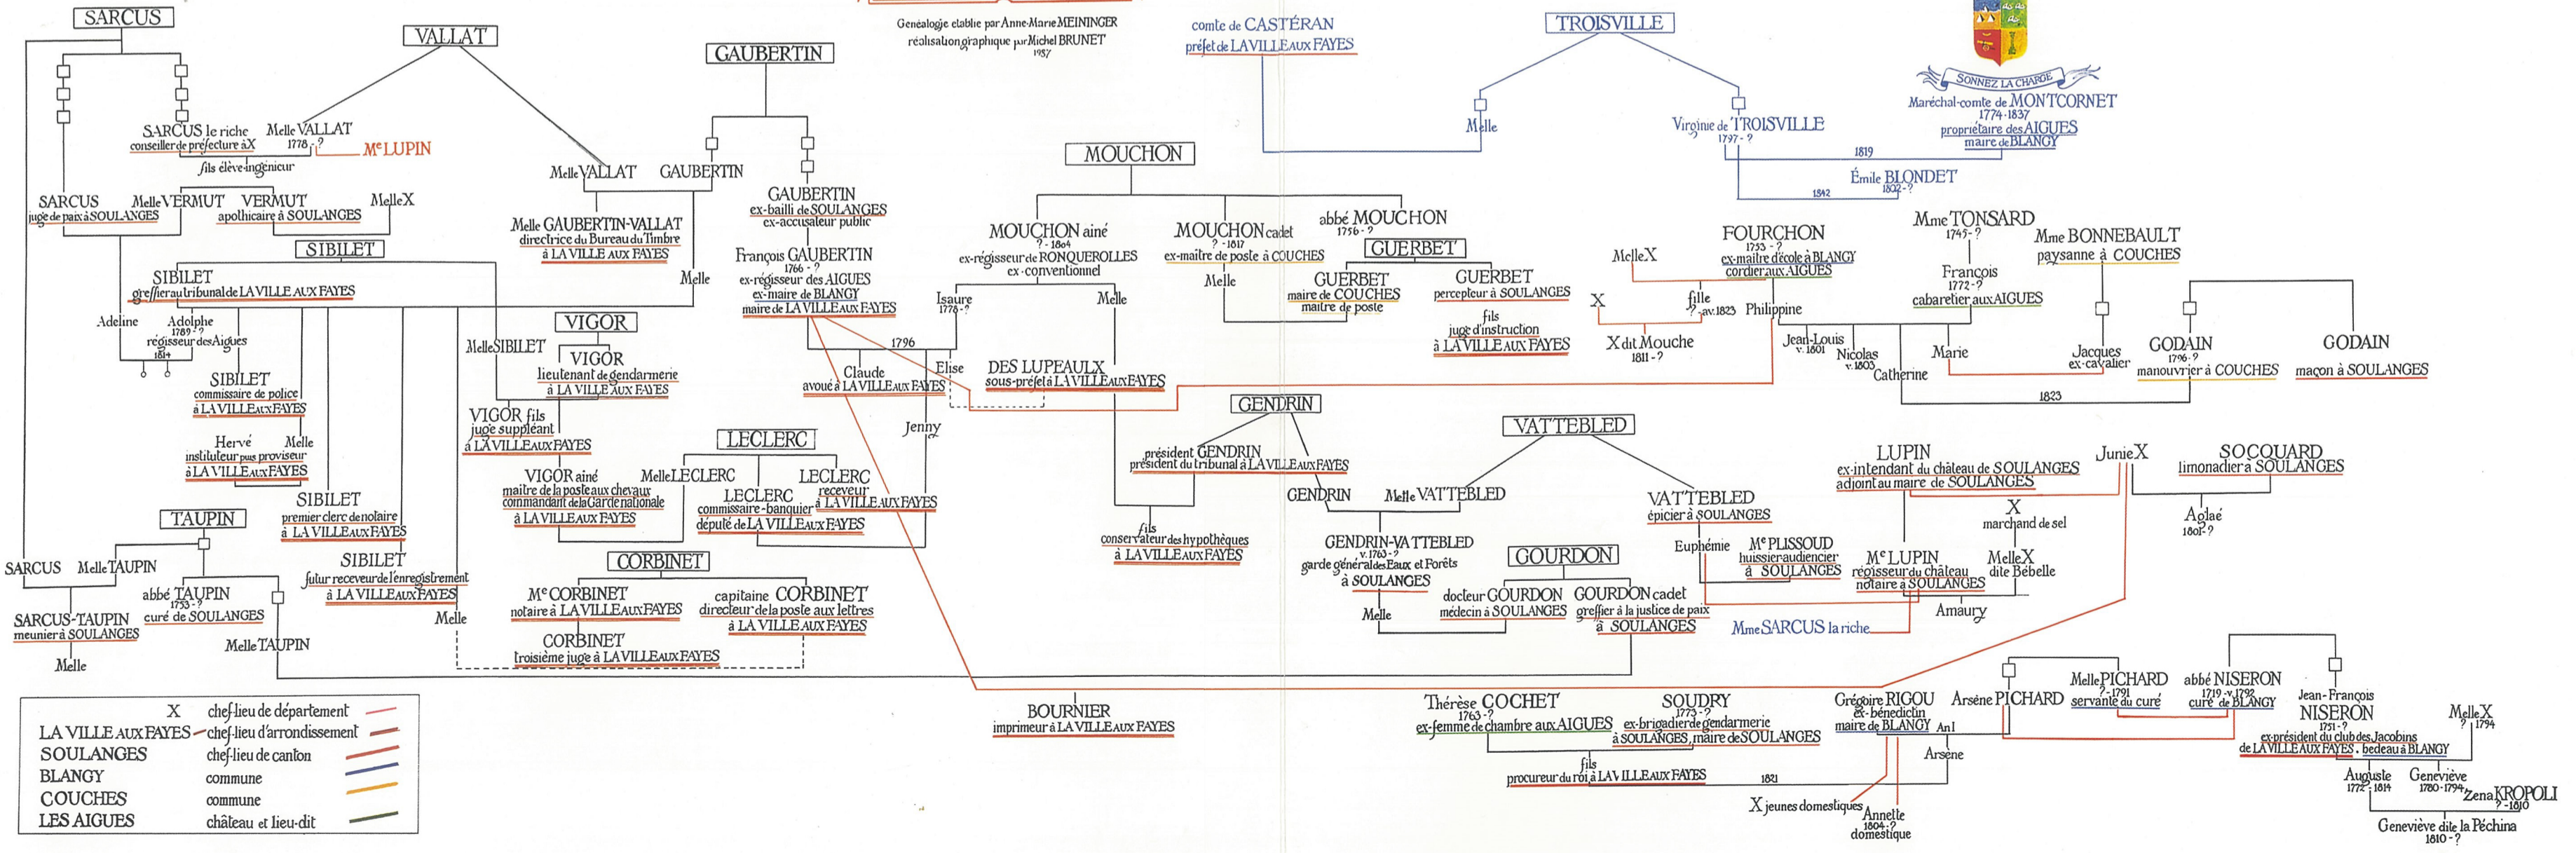 SARCUS
VALLAT
GAUBERTIN
Genéalogie etablie par Anne-Marie MEININGER
réalisation graphique par Michel BRUNET
1987
comte de CASTÉRAN
préfet de LA VILLE AUX FAYES
TROISVILLE
SONNEZ LA CHARGE
Maréchal-comte de MONTCORNET
1774-1837
propriétaire des AIGUES
maire de BLANGY
Melle
Virginie de TROISVILLE
1797-?
1819
Émile BLONDET
1802-?
1842
SARCUS le riche
conseiller de préfecture à X
Melle VALLAT
1778-?
Me LUPIN
fils élève-ingénieur
Melle VALLAT
GAUBERTIN
MOUCHON
SARCUS
juge de paix à SOULANGES
Melle VERMUT
VERMUT
apothicaire à SOULANGES
Melle X
Melle GAUBERTIN-VALLAT
directrice du Bureau du Timbre
à LA VILLE AUX FAYES
GAUBERTIN
ex-bailli de SOULANGES
ex-accusateur public
François GAUBERTIN
1766-?
ex-régisseur des AIGUES
ex-maire de BLANGY
maire de LA VILLE AUX FAYES
MOUCHON ainé
?-1804
ex-régisseur de RONQUEROLLES
ex-conventionnel
MOUCHON cadet
?-1817
ex-maître de poste à COUCHES
abbé MOUCHON
1756-?
GUERBET
GUERBET
maire de COUCHES
maître de poste
GUERBET
percepteur à SOULANGES
fils
juge d'instruction
à LA VILLE AUX FAYES
Melle X
FOURCHON
1753-?
ex-maître d'école à BLANGY
cordier aux AIGUES
Mme TONSARD
1745-?
François
1772-?
cabaretier aux AIGUES
Mme BONNEBAULT
paysanne à COUCHES
SIBILET
SIBILET
greffier au tribunal de LA VILLE AUX FAYES
Melle
Isaure
1778-?
Melle
Melle
X
fille
?-av.1823
Philippine
X dit Mouche
1811-?
Jean-Louis
v.1801
Nicolas
v.1803
Catherine
Marie
Jacques
ex-cavalier
GODAIN
1796-?
manouvrier à COUCHES
GODAIN
maçon à SOULANGES
1823
Adeline
Adolphe
1789-?
régisseur des Aigues
1814
Melle SIBILET
VIGOR
VIGOR
lieutenant de gendarmerie
à LA VILLE AUX FAYES
1796
Claude
avoué à LA VILLE AUX FAYES
Elise
DES LUPEAULX
sous-préfet à LA VILLE AUX FAYES
SIBILET
commissaire de police
à LA VILLE AUX FAYES
VIGOR fils
juge suppléant
à LA VILLE AUX FAYES
Jenny
GENDRIN
VATTEBLED
Hervé
instituteur puis proviseur
à LA VILLE AUX FAYES
Melle
LECLERC
président GENDRIN
président du tribunal à LA VILLE AUX FAYES
VIGOR ainé
maitre de la poste aux chevaux
commandant de la Garde nationale
à LA VILLE AUX FAYES
Melle LECLERC
LECLERC
commissaire-banquier
député de LA VILLE AUX FAYES
LECLERC
receveur
à LA VILLE AUX FAYES
GENDRIN
Melle VATTEBLED
VATTEBLED
épicier à SOULANGES
LUPIN
ex-intendant du château de SOULANGES
adjoint au maire de SOULANGES
Junie X
SOCQUARD
limonadier à SOULANGES
Aglaé
1801-?
SIBILET
premier clerc de notaire
à LA VILLE AUX FAYES
TAUPIN
fils
conservateur des hypothèques
à LA VILLE AUX FAYES
GENDRIN-VATTEBLED
v.1763-?
garde général des Eaux et Forêts
à SOULANGES
Euphémie
Me PLISSOUD
huissier audiencier
à SOULANGES
X
marchand de sel
Me LUPIN
régisseur du château
notaire à SOULANGES
Melle X
dite Bébelle
Amaury
Mme SARCUS la riche
SARCUS
Melle TAUPIN
SIBILET
futur receveur de l'enregistrement
à LA VILLE AUX FAYES
Melle
CORBINET
Me CORBINET
notaire à LA VILLE AUX FAYES
capitaine CORBINET
directeur de la poste aux lettres
à LA VILLE AUX FAYES
CORBINET
troisième juge à LA VILLE AUX FAYES
GOURDON
docteur GOURDON
médecin à SOULANGES
GOURDON cadet
greffier à la justice de paix
à SOULANGES
Melle
abbé TAUPIN
1753-?
curé de SOULANGES
SARCUS-TAUPIN
meunier à SOULANGES
Melle
Melle TAUPIN
X chef-lieu de département
LA VILLE AUX FAYES chef-lieu d'arrondissement
SOULANGES chef-lieu de canton
BLANGY commune
COUCHES commune
LES AIGUES château et lieu-dit
BOURNIER
imprimeur à LA VILLE AUX FAYES
Thérèse COCHET
1763-?
ex-femme de chambre aux AIGUES
SOUDRY
1773-?
ex-brigadier de gendarmerie
à SOULANGES, maire de SOULANGES
fils
procureur du roi à LA VILLE AUX FAYES
1821
Grégoire RIGOU
ex-bénédictin
maire de BLANGY
An I
Arsène PICHARD
Arsène
X jeunes domestiques
Annette
1804-?
domestique
Melle PICHARD
?-1791
servante du curé
abbé NISERON
1719-v.1792
curé de BLANGY
Jean-François
NISERON
1751-?
ex-président du club des Jacobins
de LA VILLE AUX FAYES. bedeau à BLANGY
Melle X
?-1794
Auguste
1772-1814
Geneviève
1780-1794
Zena KROPOLI
?-1810
Geneviève dite la Péchina
1810-?